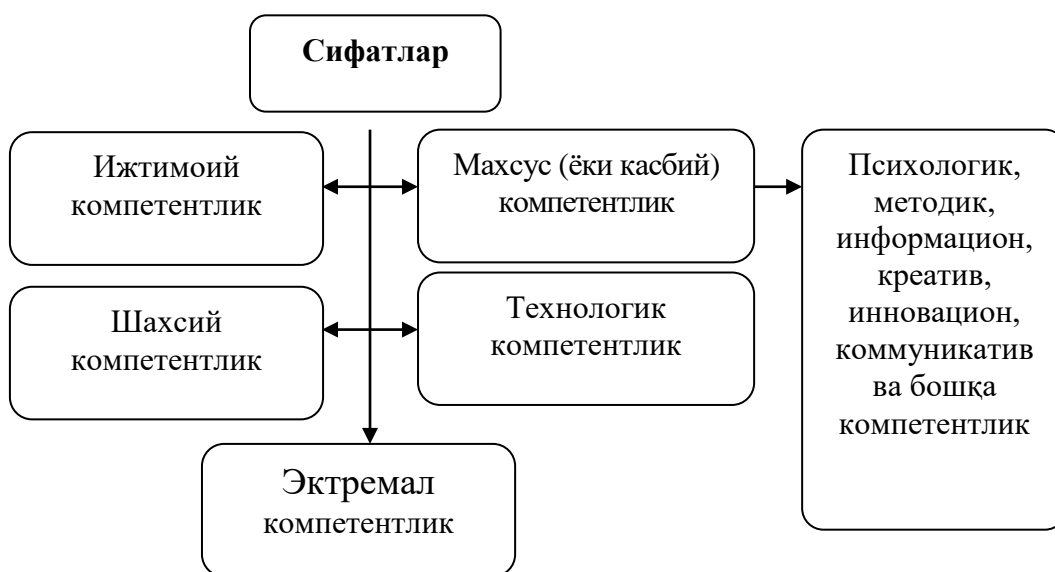 Сифатлар
Ижтимоий
компетентлик
Махсус (ёки касбий)
компетентлик
Психологик,
методик,
информацион,
креатив,
инновацион,
коммуникатив
ва бошқа
компетентлик
Шахсий
компетентлик
Технологик
компетентлик
Эктремал
компетентлик